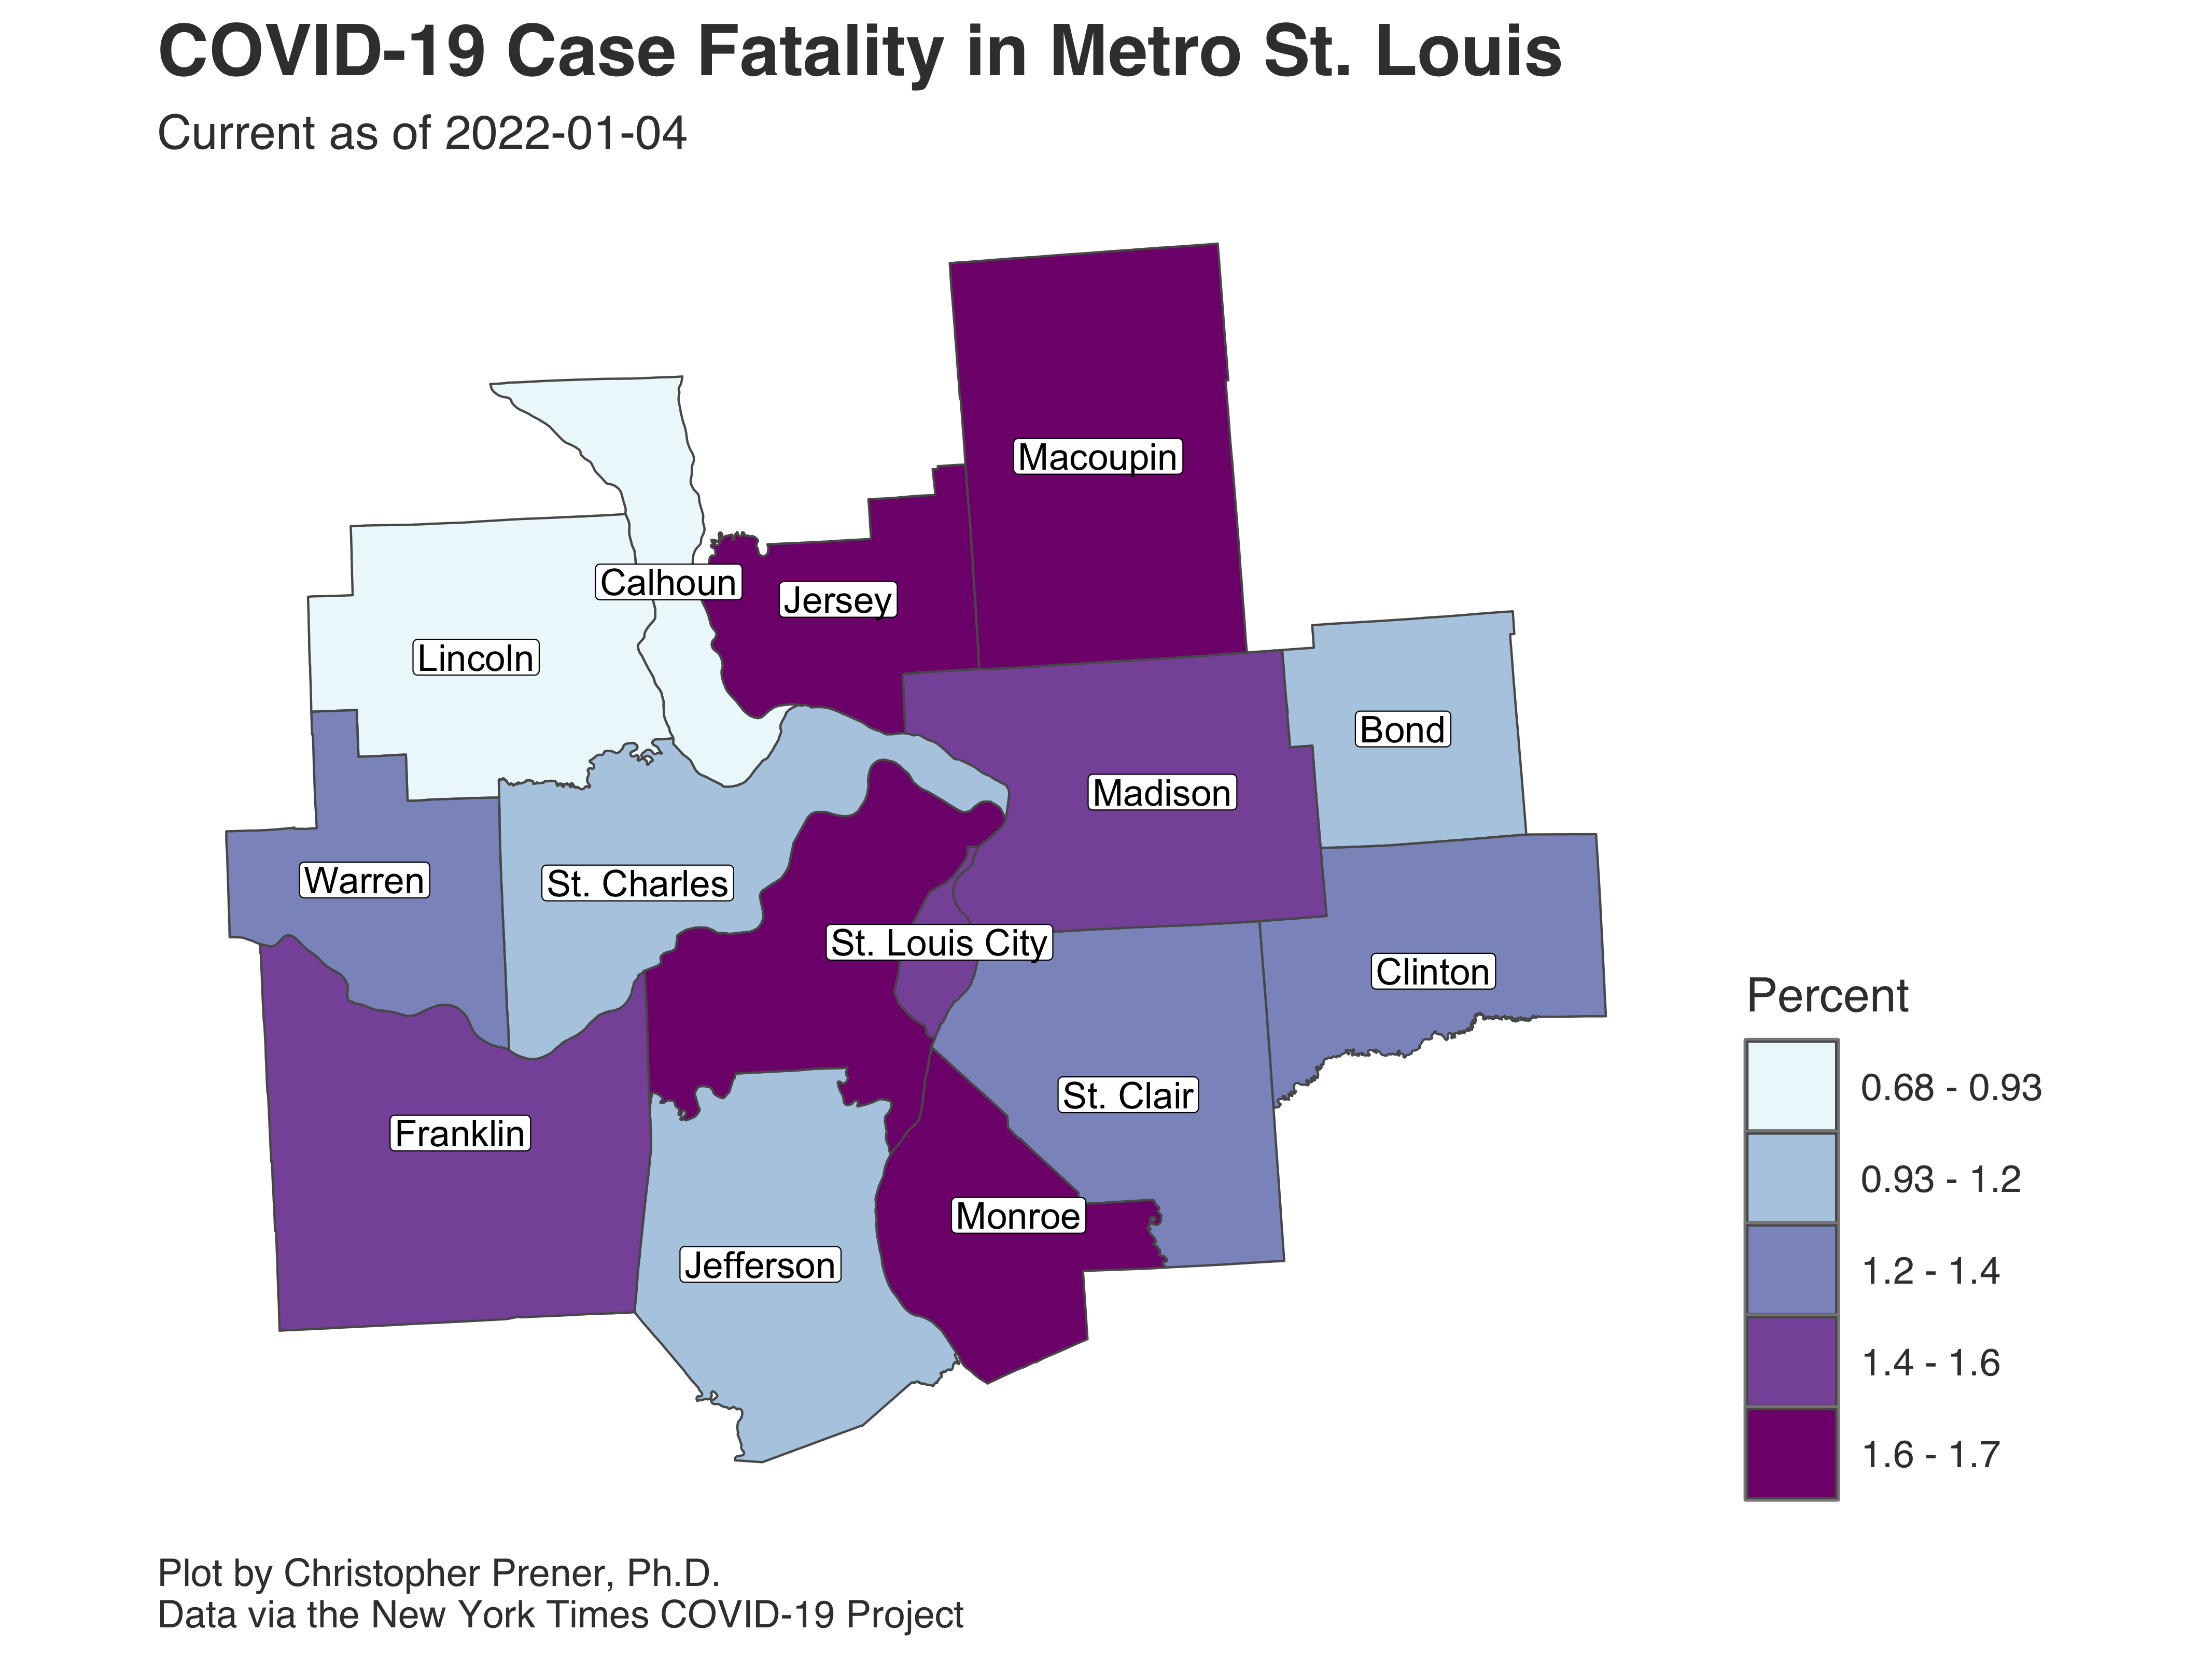 COVID-19 Case Fatality in Metro St. Louis
Current as of 2022-01-04
Macoupin
Calhoun
Jersey
Lincoln
Bond
Madison
Warren
St. Charles
St. Louis City
Clinton
St. Clair
Franklin
Monroe
Jefferson
Percent
0.68 - 0.93
0.93 - 1.2
1.2 - 1.4
1.4 - 1.6
1.6 - 1.7
Plot by Christopher Prener, Ph.D.
Data via the New York Times COVID-19 Project